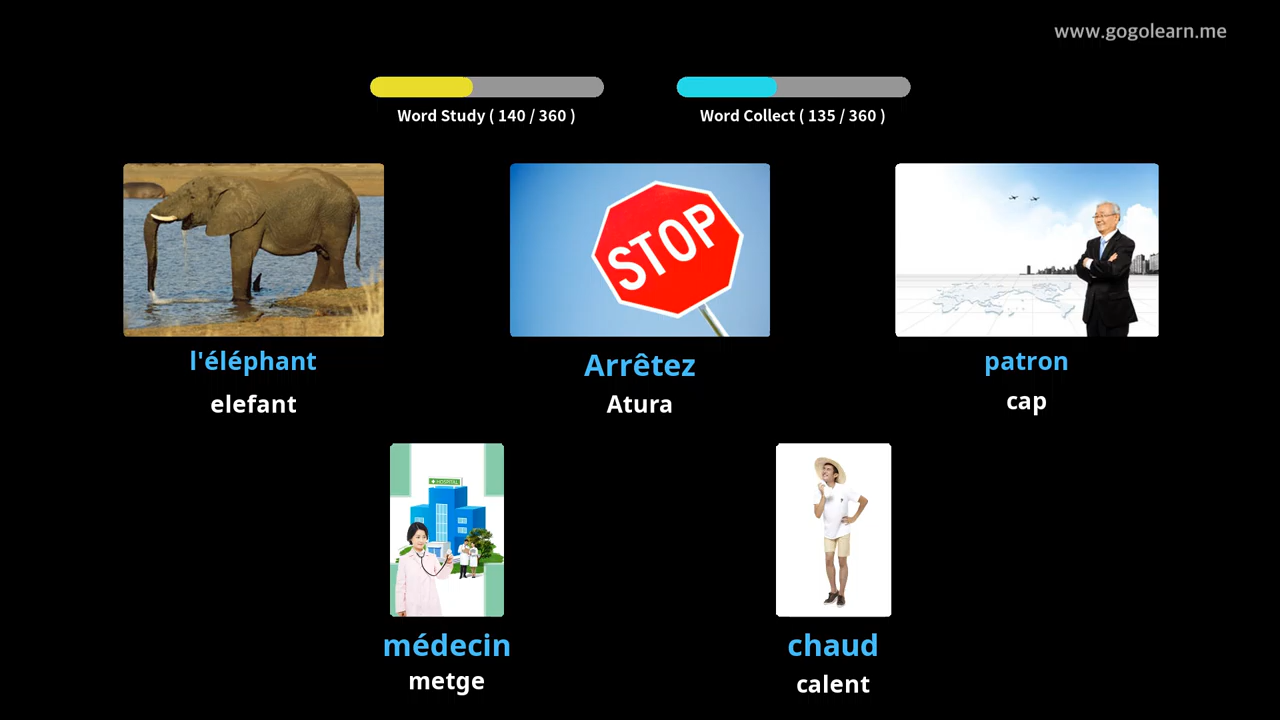 www.gogolearn.me
Word Study ( 140 / 360 )
Word Collect ( 135 / 360 )
STOP
l'éléphant
Arrêtez
patron
elefant
Atura
cap
HOSPITAL
médecin
chaud
metge
calent